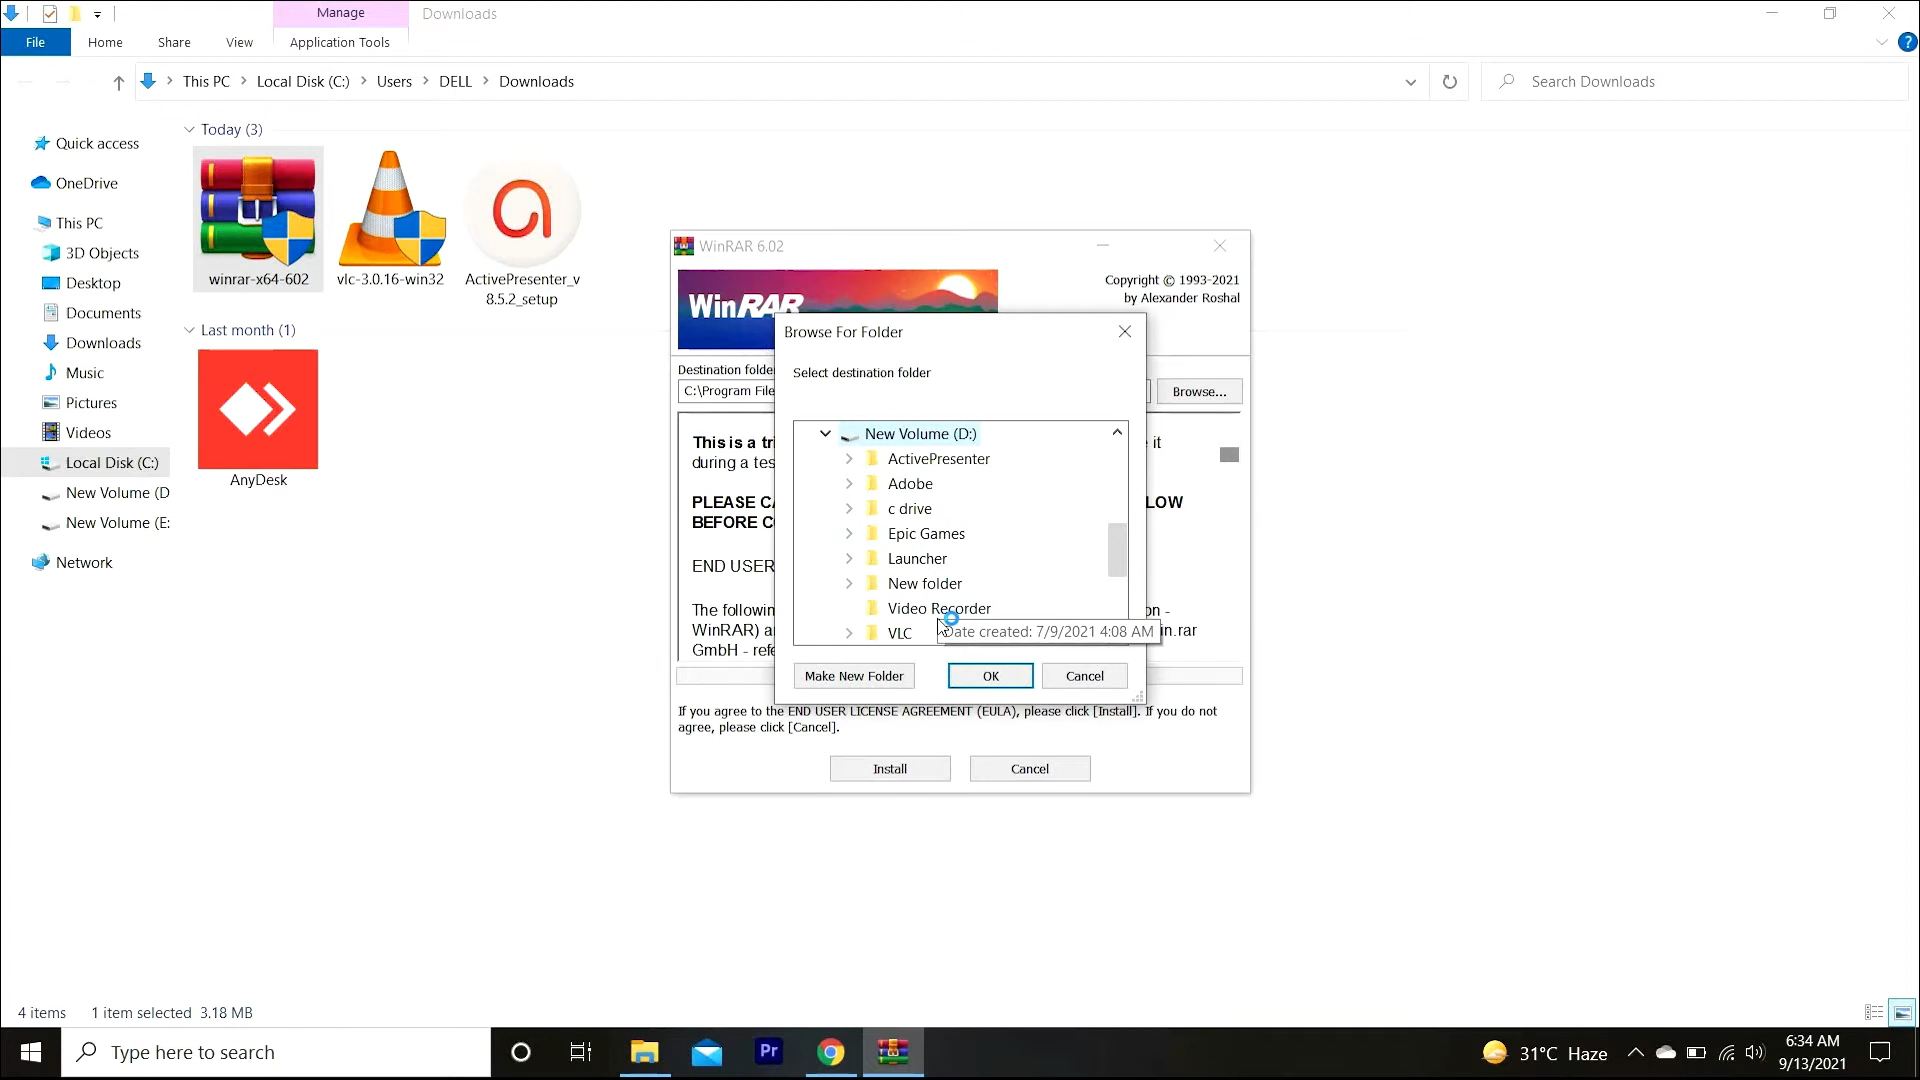 Manage
Downloads
File
Home
Share
View
Application Tools
?
This PC
Local Disk (C:)
Users
DELL
Downloads
Search Downloads
Quick access
OneDrive
This PC
3D Objects
Desktop
Documents
Downloads
Music
Pictures
Videos
Local Disk (C:)
New Volume (D
New Volume (E:
Network
Today (3)
winrar-x64-602
vlc-3.0.16-win32
ActivePresenter_v
8.5.2_setup
Last month (1)
AnyDesk
WinRAR 6.02
WinRAR
Copyright © 1993-2021
by Alexander Roshal
Destination folde
C:\Program File
Browse...
This is a tri
e it
during a tes
PLEASE CA
LOW
BEFORE C
END USER
The followin
on -
WinRAR) a
in.rar
GmbH - refe
Browse For Folder
Select destination folder
New Volume (D:)
ActivePresenter
Adobe
c drive
Epic Games
Launcher
New folder
Video Recorder
VLC
Date created: 7/9/2021 4:08 AM
Make New Folder
OK
Cancel
If you agree to the END USER LICENSE AGREEMENT (EULA), please click [Install]. If you do not
agree, please click [Cancel].
Install
Cancel
4 items
1 item selected 3.18 MB
Type here to search
Pr
31°C Haze
6:34 AM
9/13/2021